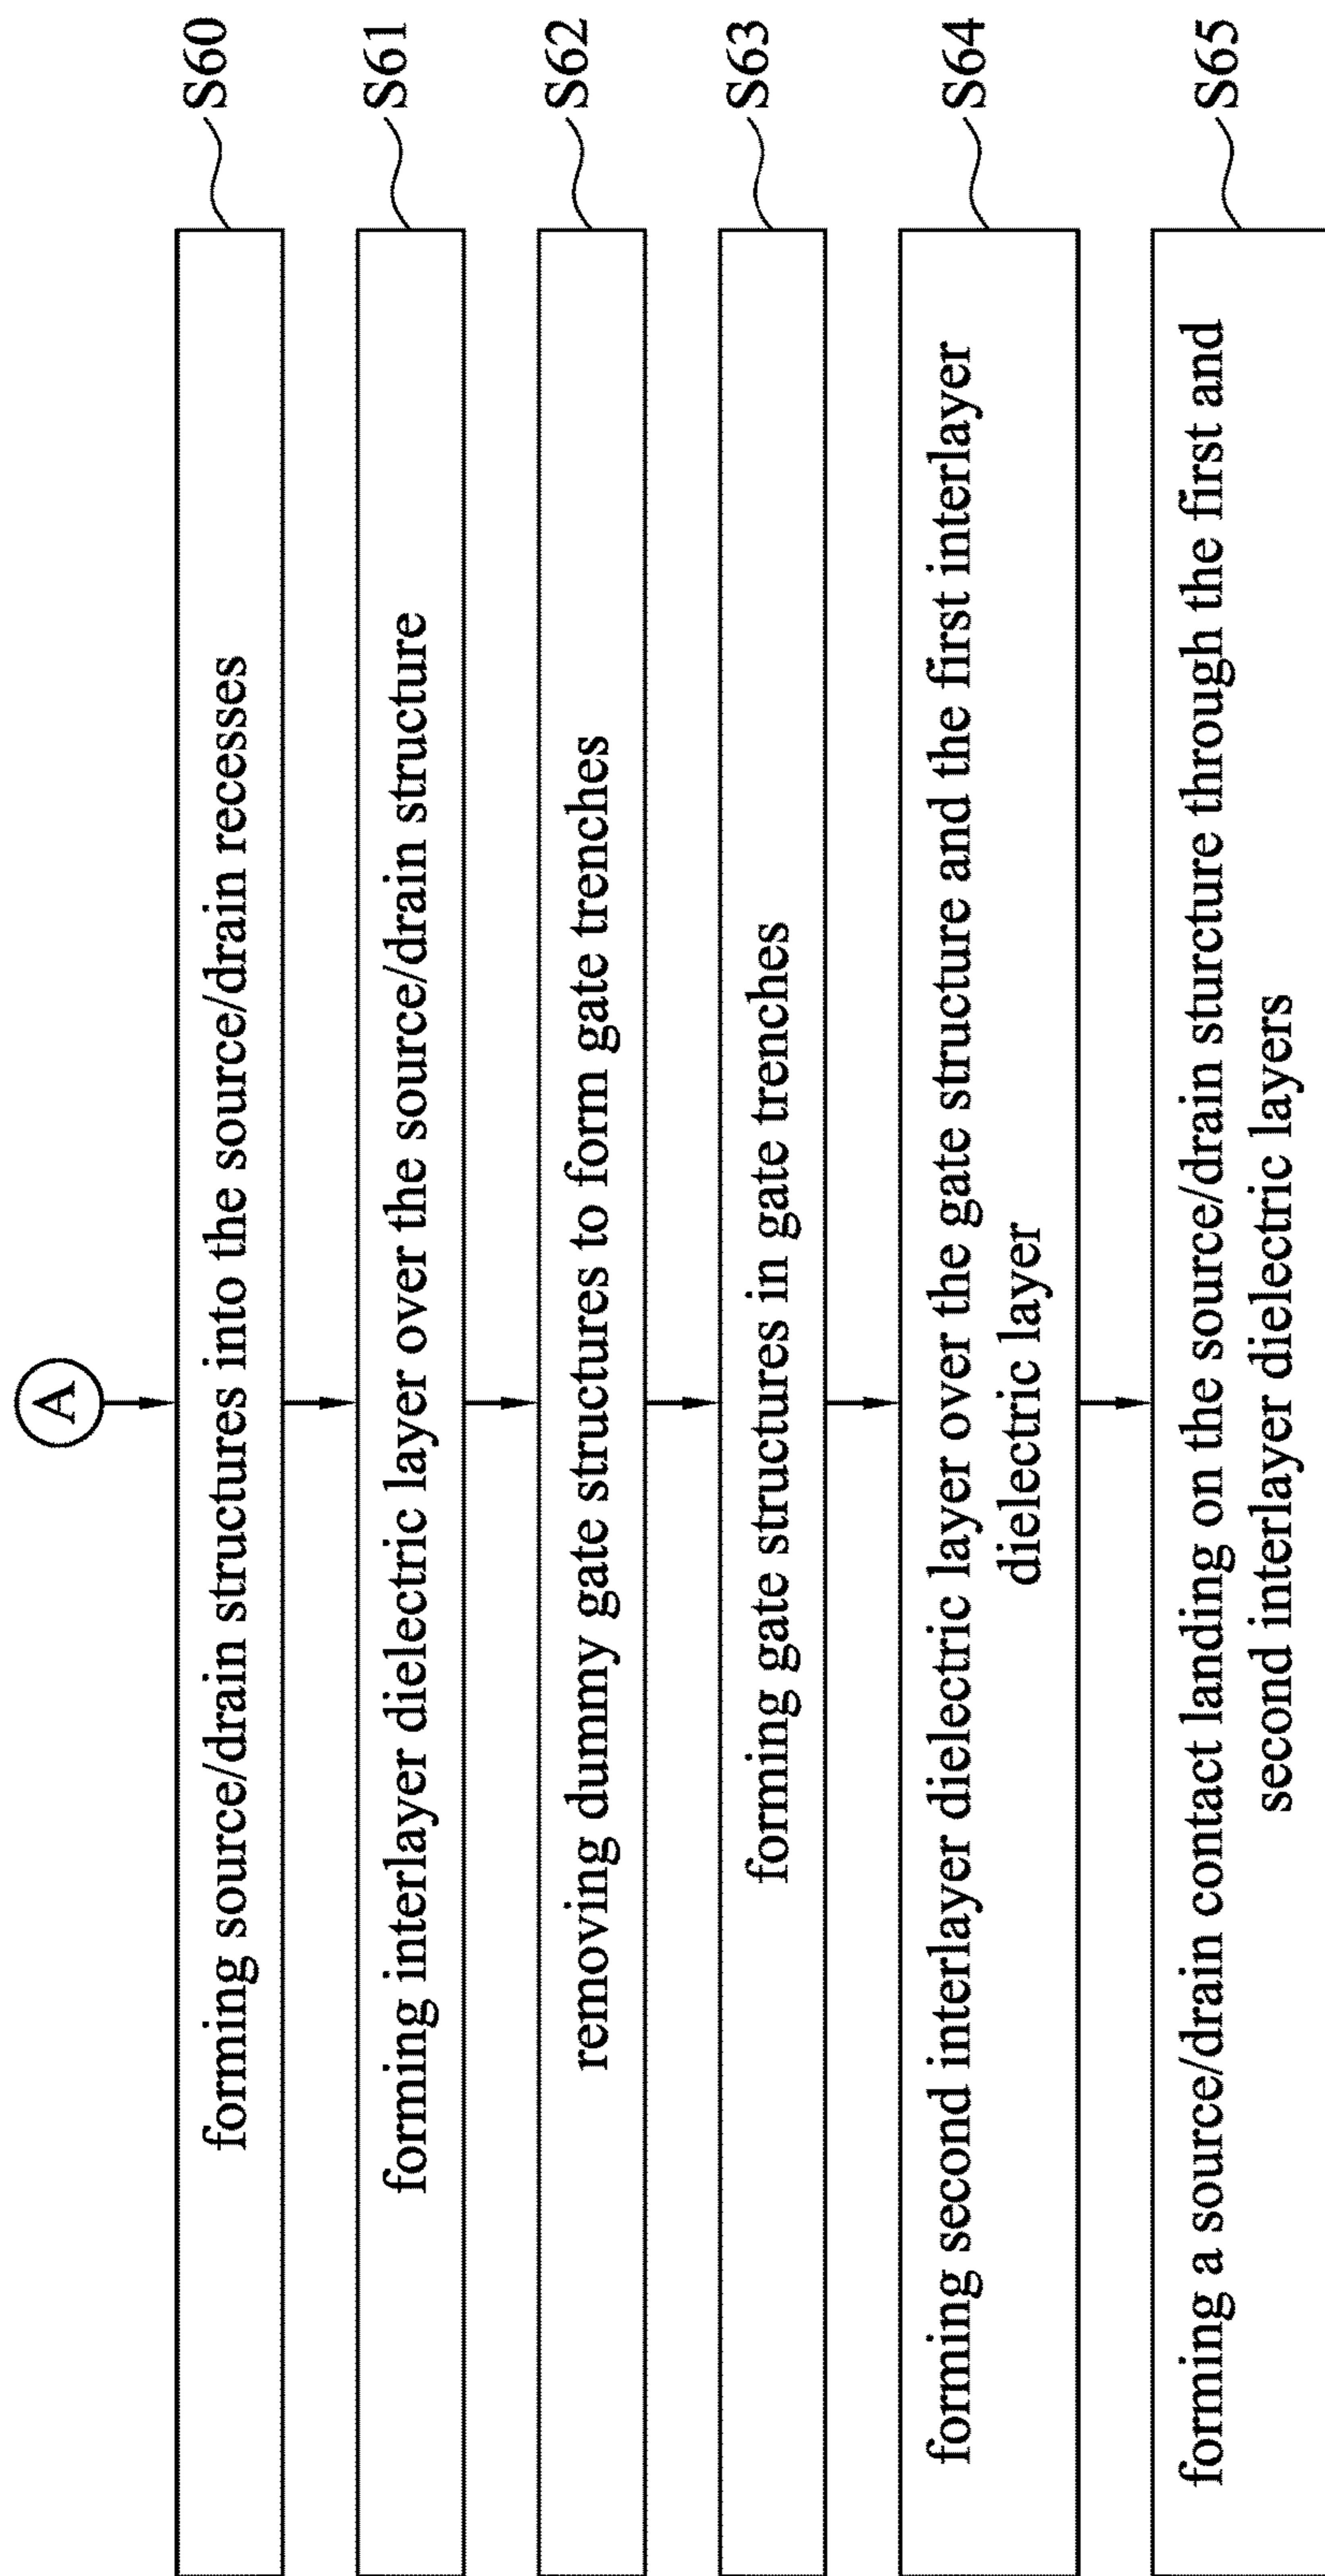 A
forming source/drain structures into the source/drain recesses
S60
forming interlayer dielectric layer over the source/drain structure
S61
removing dummy gate structures to form gate trenches
S62
forming gate structures in gate trenches
S63
forming second interlayer dielectric layer over the gate structure and the first interlayer
dielectric layer
S64
forming a source/drain contact landing on the source/drain sturcture through the first and
second interlayer dielectric layers
S65